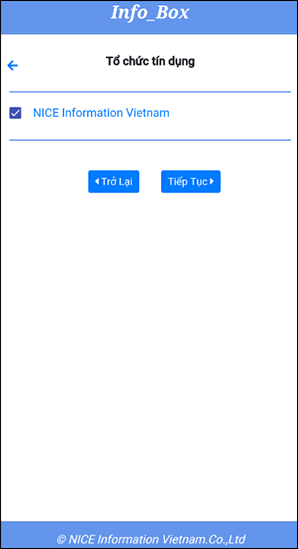 Info_Box
Tổ chức tín dụng
NICE Information Vietnam
Trở Lại
Tiếp Tục
© NICE Information Vietnam.Co.,Ltd